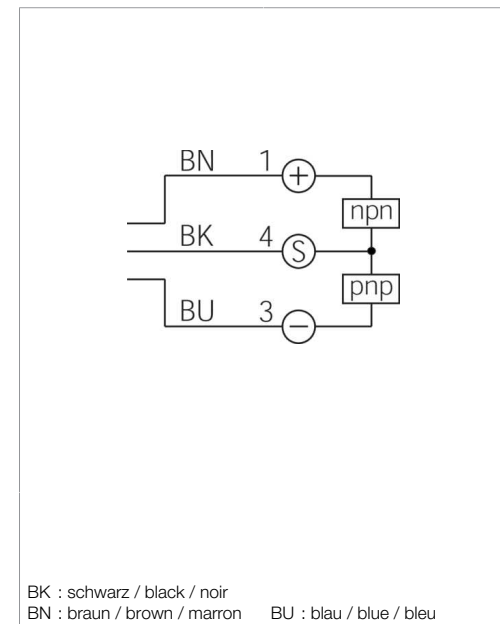 BN 1 +
npn
BK 4 S
pnp
BU 3 −
BK : schwarz / black / noir
BN : braun / brown / marron BU : blau / blue / bleu